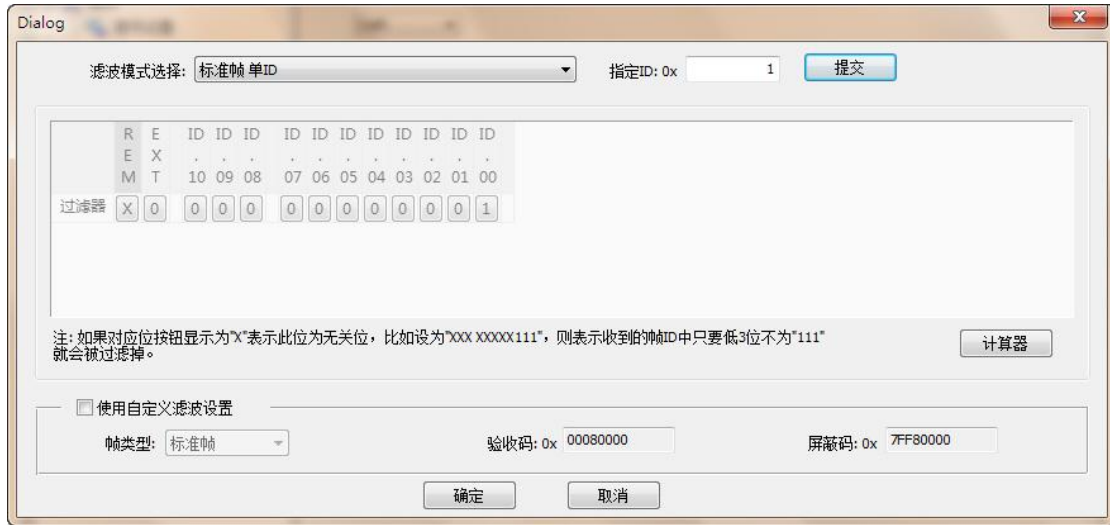 Dialog
滤波模式选择: 标准帧 单ID 指定ID: 0x 1 提交
R E ID ID ID ID ID ID ID ID ID ID ID
E X . . . . . . . . . . .
M T 10 09 08 07 06 05 04 03 02 01 00
过滤器 X 0 0 0 0 0 0 0 0 0 0 0 1
注: 如果对应位按钮显示为"X"表示此位为无关位，比如设为"XXX XXXXX111"，则表示收到的帧ID中只要低3位不为"111"
就会被过滤掉。
计算器
使用自定义滤波设置
帧类型: 标准帧 验收码: 0x 00080000 屏蔽码: 0x 7FF80000
确定 取消